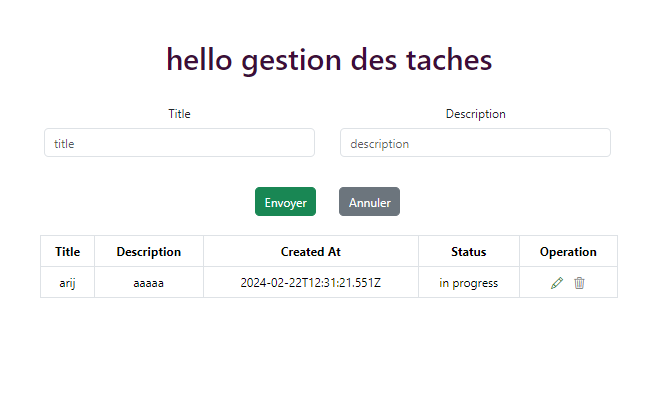 hello gestion des taches
Title Description
title description
Envoyer Annuler
Title Description Created At Status Operation
arij aaaaa 2024-02-22T12:31:21.551Z in progress